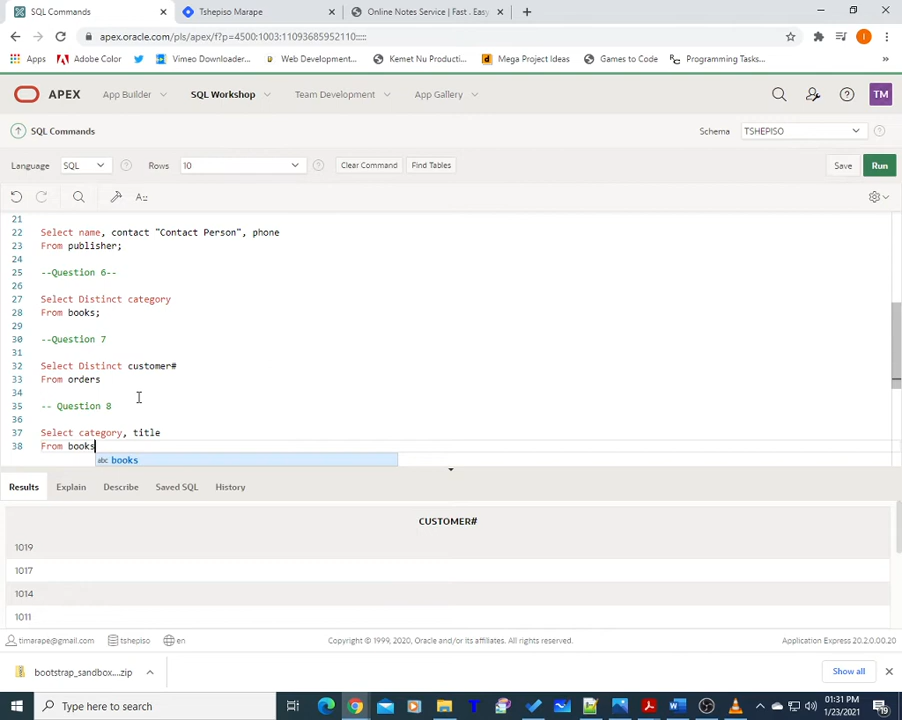 SQL Commands
Tshepiso Marape
Online Notes Service | Fast . Easy
apex.oracle.com/pls/apex/f?p=4500:1003:11093685952110:::::
Apps
Adobe Color
Vimeo Downloader...
Web Development...
Kemet Nu Producti...
Mega Project Ideas
Games to Code
Programming Tasks...
APEX
App Builder
SQL Workshop
Team Development
App Gallery
TM
SQL Commands
Schema
TSHEPISO
Language
SQL
Rows
10
Clear Command
Find Tables
Save
Run
21
22 Select name, contact "Contact Person", phone
23 From publisher;
24
25 --Question 6--
26
27 Select Distinct category
28 From books;
29
30 --Question 7
31
32 Select Distinct customer#
33 From orders
34
35 -- Question 8
36
37 Select category, title
38 From books
abc books
Results
Explain
Describe
Saved SQL
History
CUSTOMER#
1019
1017
1014
1011
timarape@gmail.com
tshepiso
en
Copyright © 1999, 2020, Oracle and/or its affiliates. All rights reserved.
Application Express 20.2.0.00.20
bootstrap_sandbox....zip
Show all
Type here to search
01:31 PM
1/23/2021
19